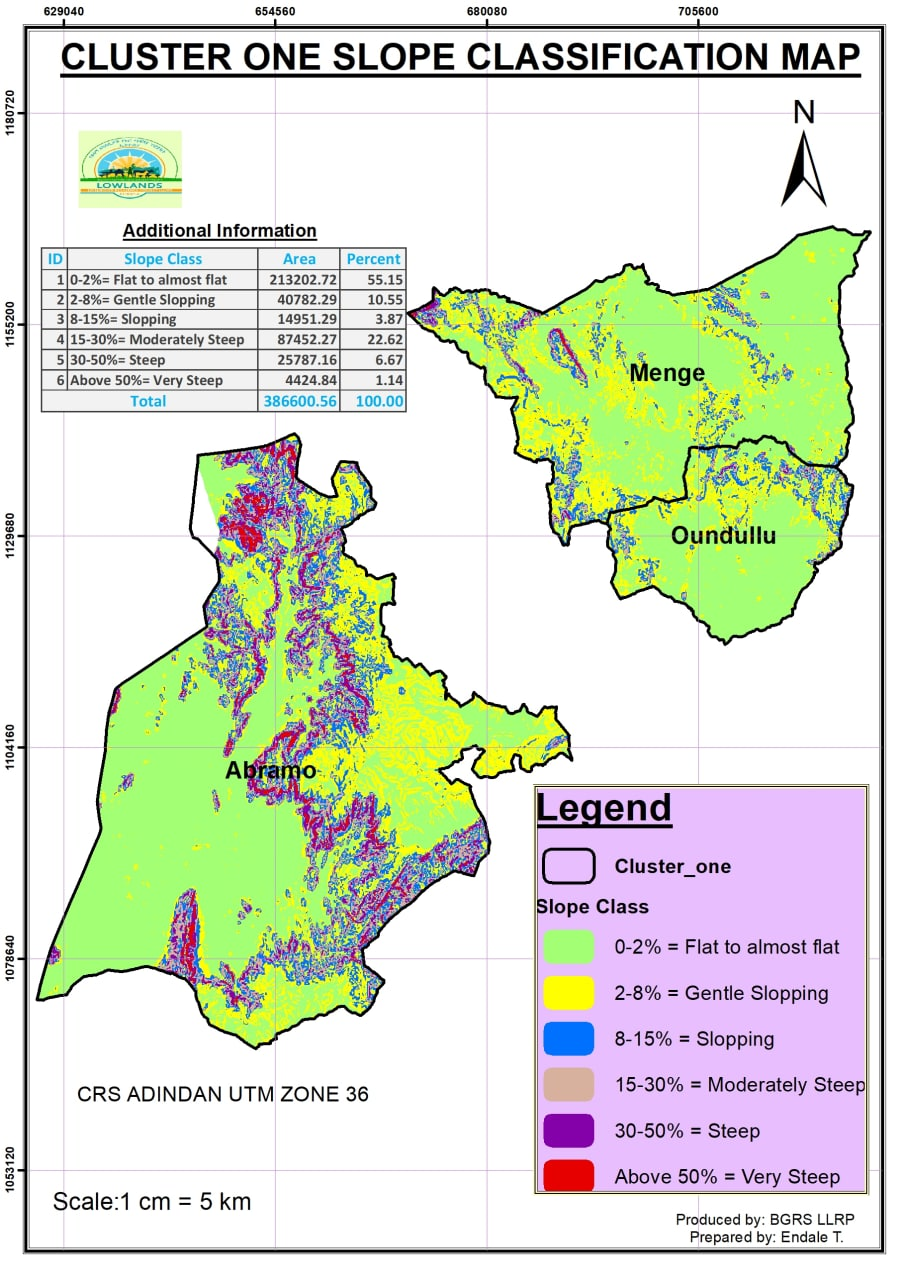 629040 654560 680080 705600
CLUSTER ONE SLOPE CLASSIFICATION MAP
1180720
N
LOWLANDS
Additional Information
ID Slope Class Area Percent
1 0-2%= Flat to almost flat 213202.72 55.15
2 2-8%= Gentle Slopping 40782.29 10.55
3 8-15%= Slopping 14951.29 3.87
4 15-30%= Moderately Steep 87452.27 22.62
5 30-50%= Steep 25787.16 6.67
6 Above 50%= Very Steep 4424.84 1.14
Total 386600.56 100.00
1155200
Menge
1129680
Oundullu
1104160
Abramo
Legend
Cluster_one
Slope Class
0-2% = Flat to almost flat
2-8% = Gentle Slopping
8-15% = Slopping
15-30% = Moderately Steep
30-50% = Steep
Above 50% = Very Steep
1078640
CRS ADINDAN UTM ZONE 36
1053120
Scale:1 cm = 5 km
Produced by: BGRS LLRP
Prepared by: Endale T.